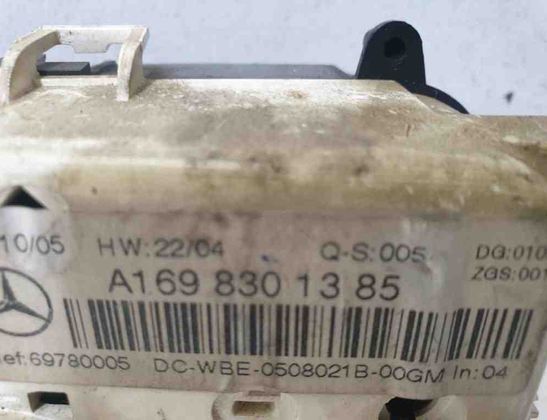 10/05 HW:22/04 Q-S:005 DG:010
ZGS:001
A169 830 13 85
ef:69780005 DC-WBE-0508021B-00GM In:04